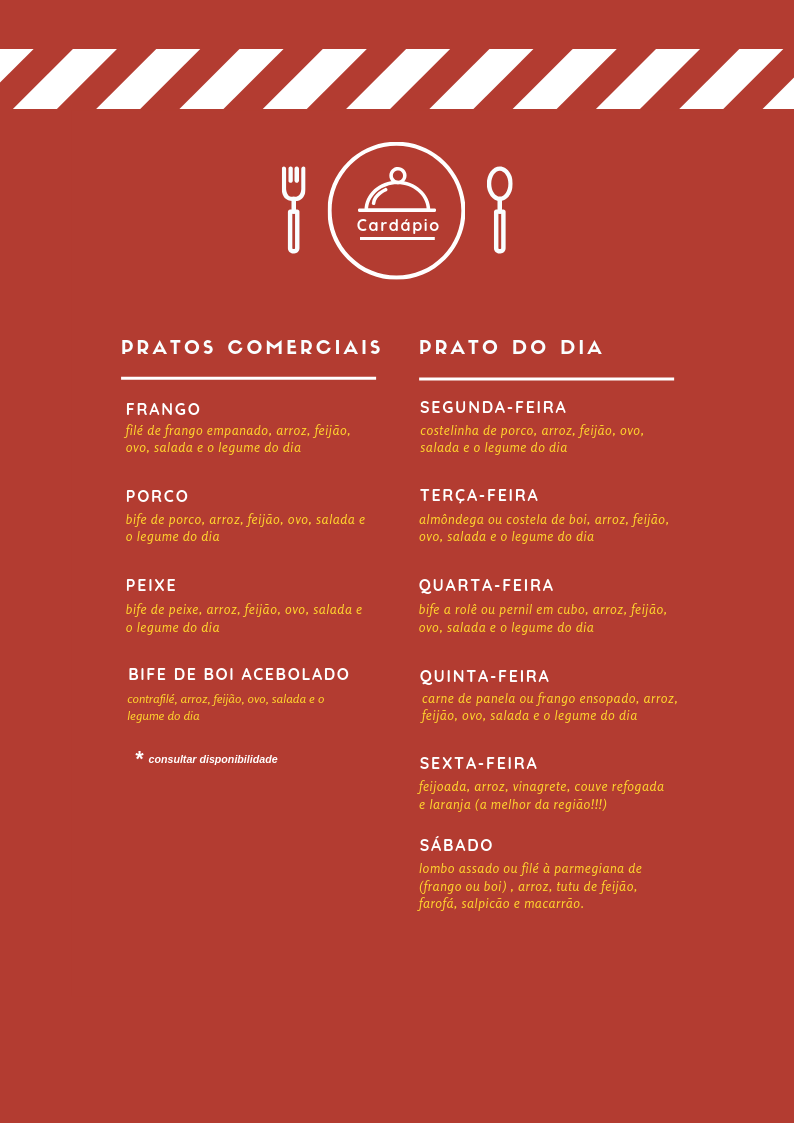 Cardápio
PRATOS COMERCIAIS
FRANGO
filé de frango empanado, arroz, feijão,
ovo, salada e o legume do dia
PORCO
bife de porco, arroz, feijão, ovo, salada e
o legume do dia
PEIXE
bife de peixe, arroz, feijão, ovo, salada e
o legume do dia
BIFE DE BOI ACEBOLADO
contrafilé, arroz, feijão, ovo, salada e o
legume do dia
* consultar disponibilidade
PRATO DO DIA
SEGUNDA-FEIRA
costelinha de porco, arroz, feijão, ovo,
salada e o legume do dia
TERÇA-FEIRA
almôndega ou costela de boi, arroz, feijão,
ovo, salada e o legume do dia
QUARTA-FEIRA
bife a rolê ou pernil em cubo, arroz, feijão,
ovo, salada e o legume do dia
QUINTA-FEIRA
carne de panela ou frango ensopado, arroz,
feijão, ovo, salada e o legume do dia
SEXTA-FEIRA
feijoada, arroz, vinagrete, couve refogada
e laranja (a melhor da região!!!)
SÁBADO
lombo assado ou filé à parmegiana de
(frango ou boi) , arroz, tutu de feijão,
farofá, salpicão e macarrão.